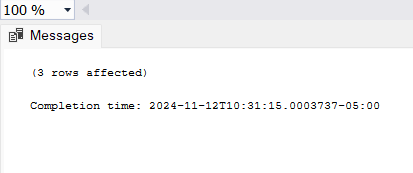 100 %
Messages
(3 rows affected)
Completion time: 2024-11-12T10:31:15.0003737-05:00